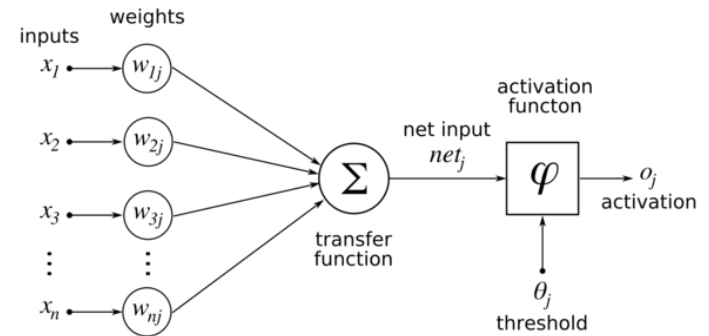 weights
inputs
x1
w1j
activation
functon
x2
w2j
net input
netj
Σ
φ
oj
activation
x3
w3j
transfer
function
⋮
⋮
θj
xn
wnj
threshold